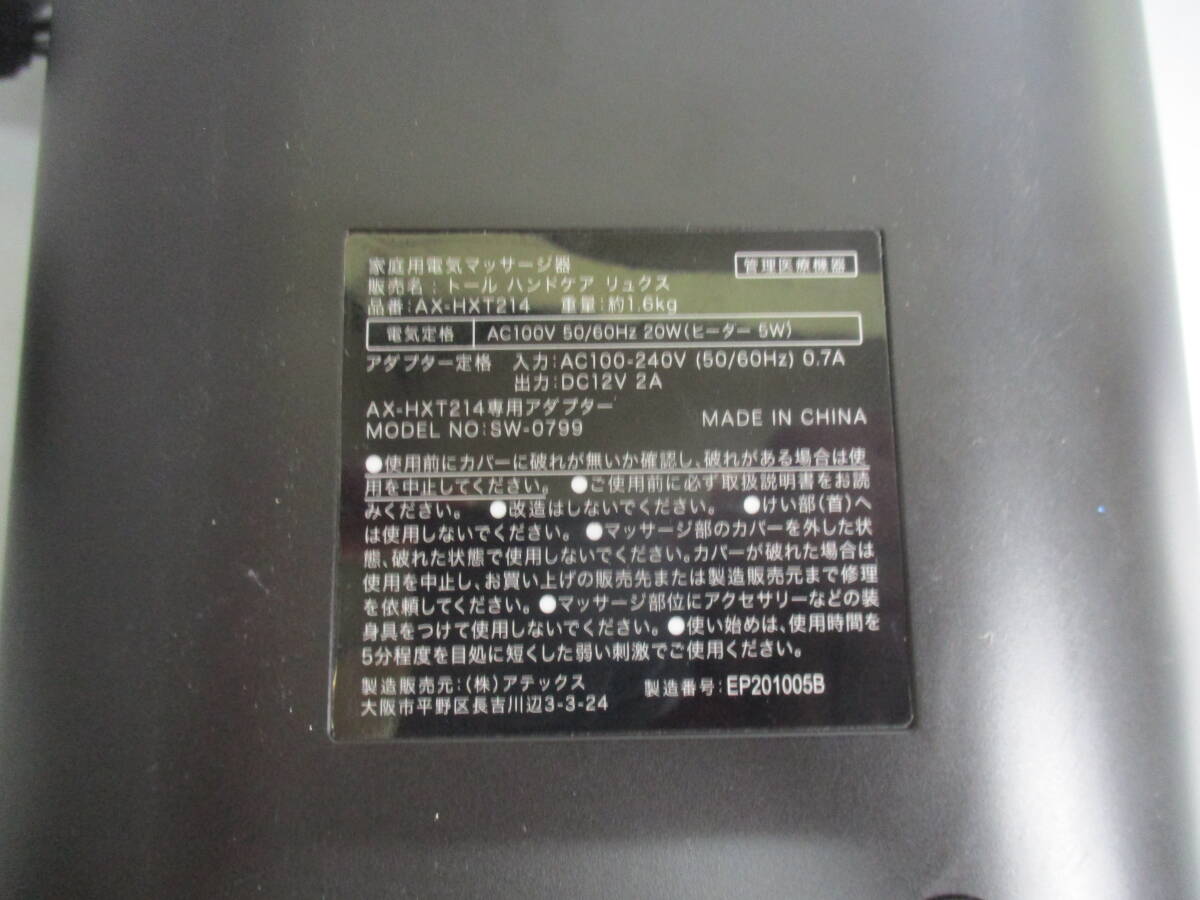 家庭用電気マッサージ器 管理医療機器
販売名：トール ハンドケア リュクス
品番：AX-HXT214 重量：約1.6kg
電気定格 AC100V 50/60Hz 20W(ヒーター 5W)
アダプター定格 入力：AC100-240V (50/60Hz) 0.7A
出力：DC12V 2A
AX-HXT214専用アダプター
MODEL NO：SW-0799 MADE IN CHINA
●使用前にカバーに破れが無いか確認し、破れがある場合は使
用を中止してください。 ●ご使用前に必ず取扱説明書をお読
みください。 ●改造はしないでください。 ●けい部(首)へ
は使用しないでください。 ●マッサージ部のカバーを外した状
態、破れた状態で使用しないでください。カバーが破れた場合は
使用を中止し、お買い上げの販売先または製造販売元まで修理
を依頼してください。 ●マッサージ部位にアクセサリーなどの装
身具をつけて使用しないでください。 ●使い始めは、使用時間を
5分程度を目処に短くした弱い刺激でご使用ください。
製造販売元：(株)アテックス 製造番号：EP201005B
大阪市平野区長吉川辺3-3-24